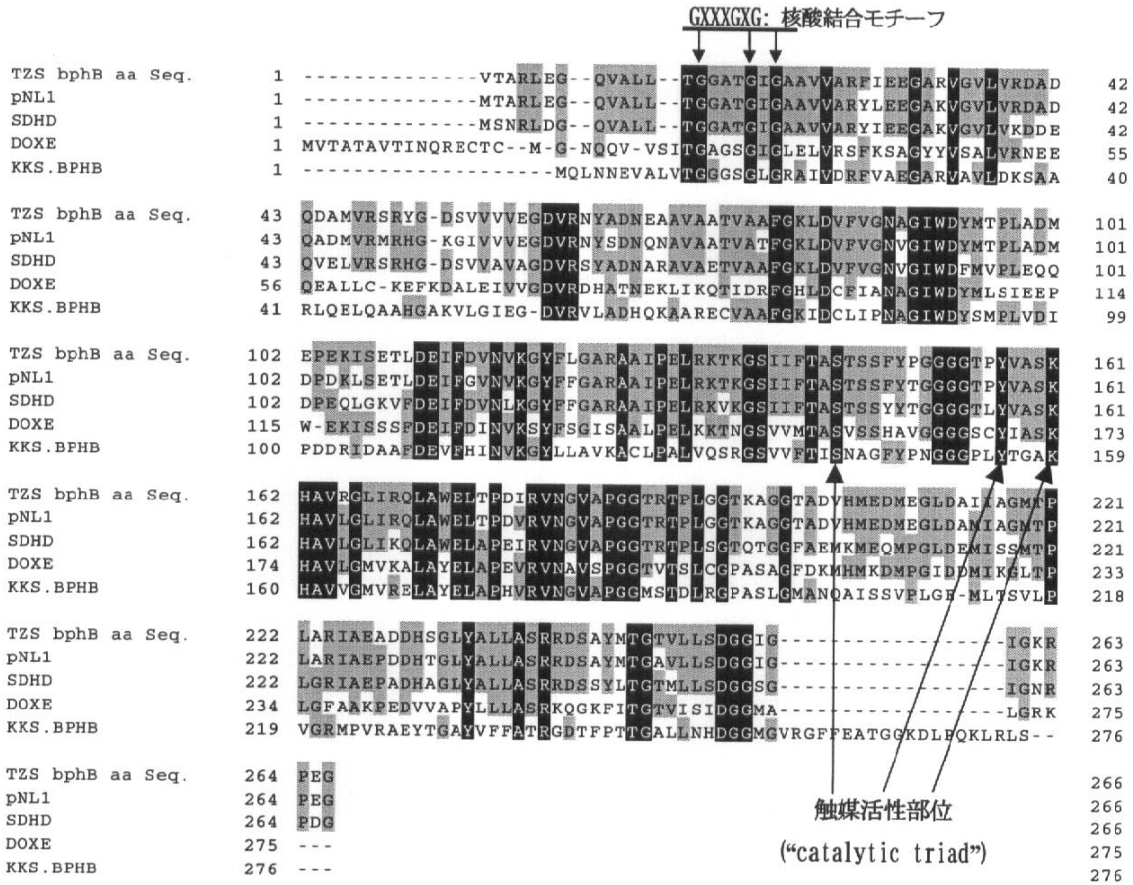 GXXXGXG: 核酸結合モチーフ
TZS bphB aa Seq. 1 -------------VTARLEG--QVALL--TGGATGIGAAVVARFIEEGARVGVLVRDAD 42
pNL1 1 -------------MTARLEG--QVALL--TGGATGIGAAVVARYLEEGARVGVLVRDAD 42
SDHD 1 -------------MSNRLDG--QVALL--TGGATGIGAAVVARYIEEGAKVGVLVKDDE 42
DOXE 1 MVTATAVTINQRECTC--M-G-NQQV-VSITGAGSGIGLELVRSFKSAGYYVSALVRNEE 55
KKS.BPHB 1 -------------------MQLNNEVALVTGGGSGLGRAIVDRFVAEGARVAVLDKSAA 40
TZS bphB aa Seq. 43 QDAMVRSRYG-DSVVVVEGDVRNYADNEAAVAATVAAFGKLDVFVGNAGIWDYMTPLADM 101
pNL1 43 QADMVRMRHG-KGIVVVEGDVRNYSDNQNAVAATVATFGKLDVFVGNVGIWDYMTPLADM 101
SDHD 43 QVELVRSRHG-DSVVAVAGDVRSYADNARAVAETVAAFGKLDVFVGNVGIWDFMVPLEQQ 101
DOXE 56 QEALLC-KEFKDALEIVVGDVRDHATNEKLIKQTIDRFGHLDCFIANAGIWDYMLSIEEP 114
KKS.BPHB 41 RLQELQAAHGAKVLGIEG-DVRVLADHQKAARECVAAFGKIDCLIPNAGIWDYSMPLVDI 99
TZS bphB aa Seq. 102 EPEKISETLDEIFDVNVKGYFLGARAAIPELRKTKGSIIFTASTSSFYPGGGGTPYVASK 161
pNL1 102 DPDKLSETLDEIFGVNVKGYFFGARAAIPELRKTKGSIIFTASTSSFYTGGGGTPYVASK 161
SDHD 102 DPEQLGKVFDEIFDVNLKGYFFGARAAIPELRKVKGSIIFTASTSSYYTGGGGTLYVASK 161
DOXE 115 W-EKISSSFDEIFDINVKSYFSGISAALPELKKTNGSVVMTASVSSHAVGGGGSCYIASK 173
KKS.BPHB 100 PDDRIDAAFDEVFHINVKGYLLAVKACLPALVQSRGSVVFTISNAGFYPNGGGPLYTGAK 159
TZS bphB aa Seq. 162 HAVRGLIRQLAWELTPDIRVNGVAPGGTRTPLGGTKAGGTADVHMEDMEGLDAIIAGMTP 221
pNL1 162 HAVLGLIRQLAWELTPDVRVNGVAPGGTRTPLGGTKAGGTADVHMEDMEGLDAMIAGMTP 221
SDHD 162 HAVLGLIKQLAWELAPEIRVNGVAPGGTRTPLSGTQTGGFAEMKMEQMPGLDEMISSMTP 221
DOXE 174 HAVLGMVKALAYELAPEVRVNAVSPGGTVTSLCGPASAGFDKMHMKDMPGIDDMIKGLTP 233
KKS.BPHB 160 HAVVGMVRELAYELAPHVRVNGVAPGGMSTDLRGPASLGMANQAISSVPLGE-MLTSVLP 218
TZS bphB aa Seq. 222 LARIAEADDHSGLYALLASRRDSAYMTGTVLLSDGGIG------------------IGKR 263
pNL1 222 LARIAEPDDHTGLYALLASRRDSAYMTGAVLLSDGGIG------------------IGKR 263
SDHD 222 LGRIAEPADHAGLYALLASRRDSSYLTGTMLLSDGGSG------------------IGNR 263
DOXE 234 LGFAAKPEDVVAPYLLLASRKQGKFITGTVISIDGGMA------------------LGRK 275
KKS.BPHB 219 VGRMPVRAEYTGAYVFFATRGDTFPTTGALLNHDGGMGVRGFFEATGGKDLPQKLRLS-- 276
TZS bphB aa Seq. 264 PEG 266
pNL1 264 PEG 266
SDHD 264 PDG 266
DOXE 275 --- 275
KKS.BPHB 276 --- 276
触媒活性部位
("catalytic triad")